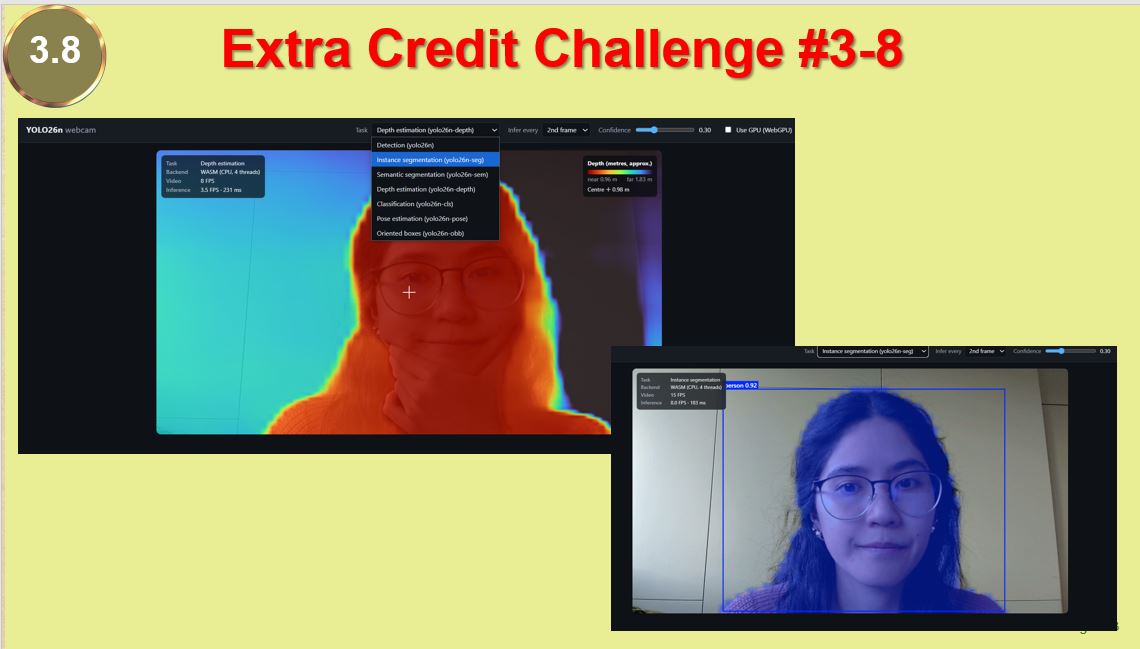 3.8
Extra Credit Challenge #3-8
YOLO26n webcam
Task Depth estimation (yolo26n-depth) Infer every 2nd frame Confidence 0.30 Use GPU (WebGPU)
Detection (yolo26n)
Instance segmentation (yolo26n-seg)
Semantic segmentation (yolo26n-sem)
Depth estimation (yolo26n-depth)
Classification (yolo26n-cls)
Pose estimation (yolo26n-pose)
Oriented boxes (yolo26n-obb)
Task Depth estimation
Backend WASM (CPU, 4 threads)
Video 8 FPS
Inference 3.5 FPS · 231 ms
Depth (metres, approx.)
near 0.96 m far 1.83 m
Centre + 0.98 m
Task Instance segmentation (yolo26n-seg) Infer every 2nd frame Confidence 0.30
Task Instance segmentation
Backend WASM (CPU, 4 threads)
Video 15 FPS
Inference 8.0 FPS · 103 ms
person 0.92